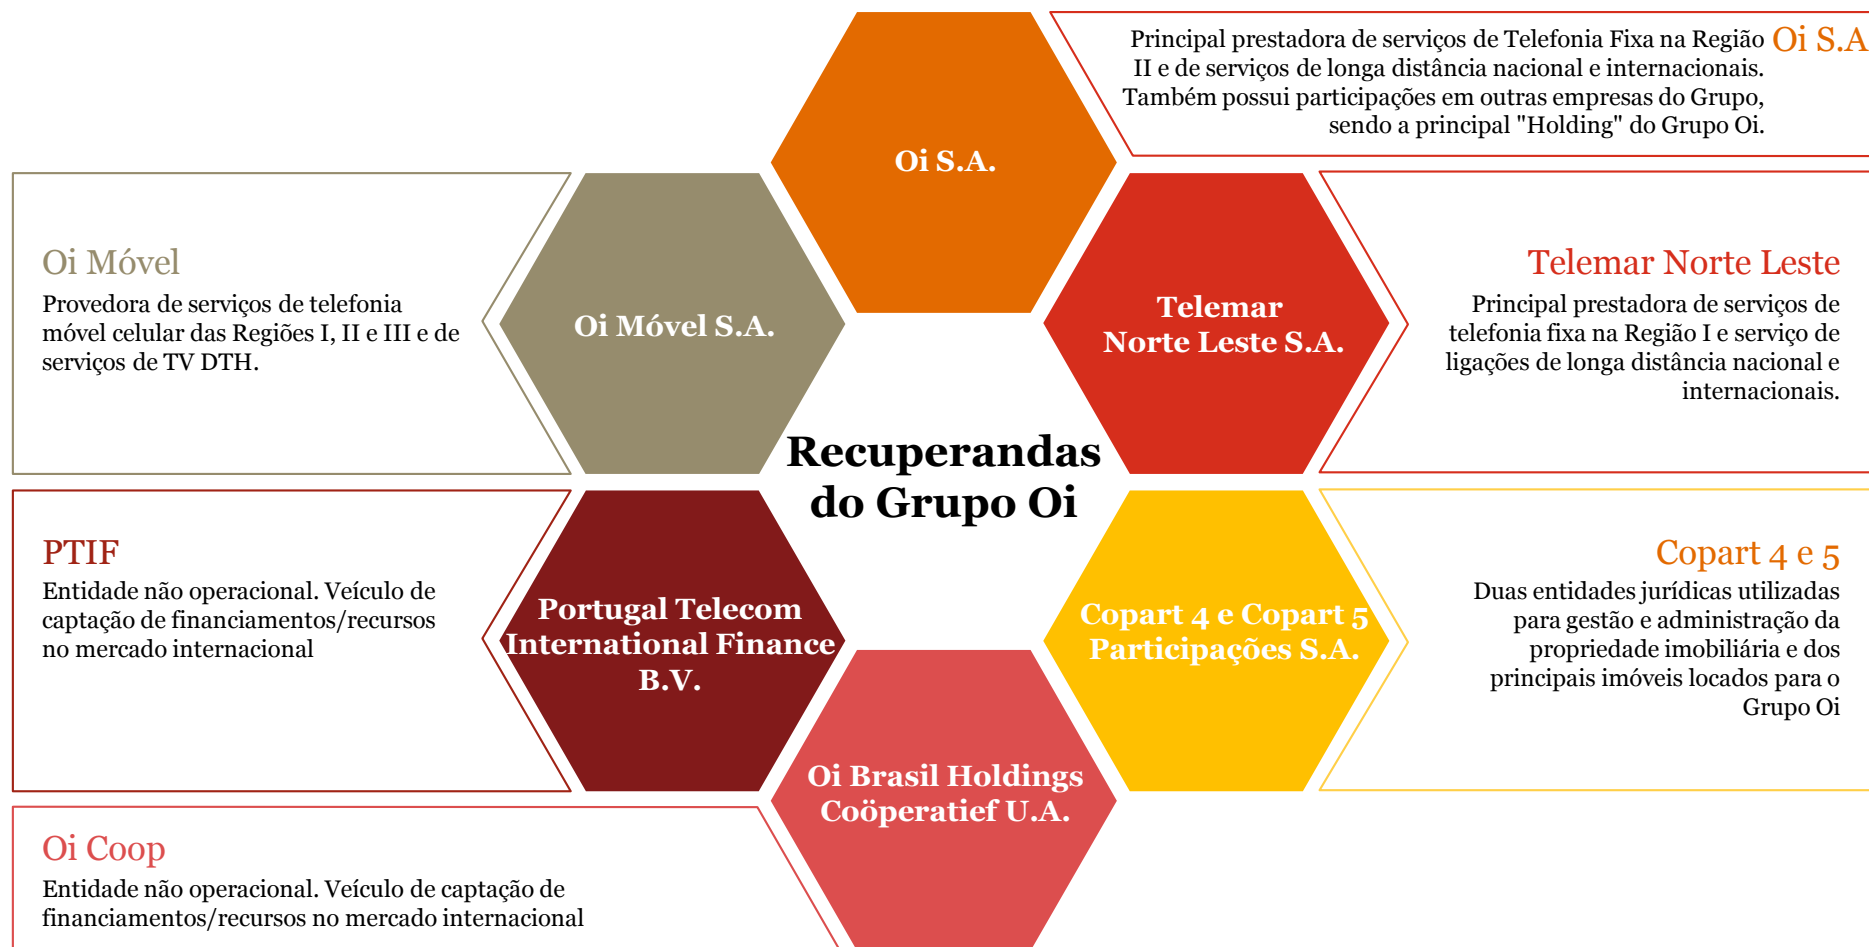 Oi S.A
Principal prestadora de serviços de Telefonia Fixa na Região
II e de serviços de longa distância nacional e internacionais.
Também possui participações em outras empresas do Grupo,
sendo a principal "Holding" do Grupo Oi.
Oi S.A.
Oi Móvel
Provedora de serviços de telefonia
móvel celular das Regiões I, II e III e de
serviços de TV DTH.
Oi Móvel S.A.
Telemar
Norte Leste S.A.
Telemar Norte Leste
Principal prestadora de serviços de
telefonia fixa na Região I e serviço de
ligações de longa distância nacional e
internacionais.
Recuperandas
do Grupo Oi
PTIF
Entidade não operacional. Veículo de
captação de financiamentos/recursos
no mercado internacional
Portugal Telecom
International Finance
B.V.
Copart 4 e Copart 5
Participações S.A.
Copart 4 e 5
Duas entidades jurídicas utilizadas
para gestão e administração da
propriedade imobiliária e dos
principais imóveis locados para o
Grupo Oi
Oi Brasil Holdings
Coöperatief U.A.
Oi Coop
Entidade não operacional. Veículo de captação de
financiamentos/recursos no mercado internacional